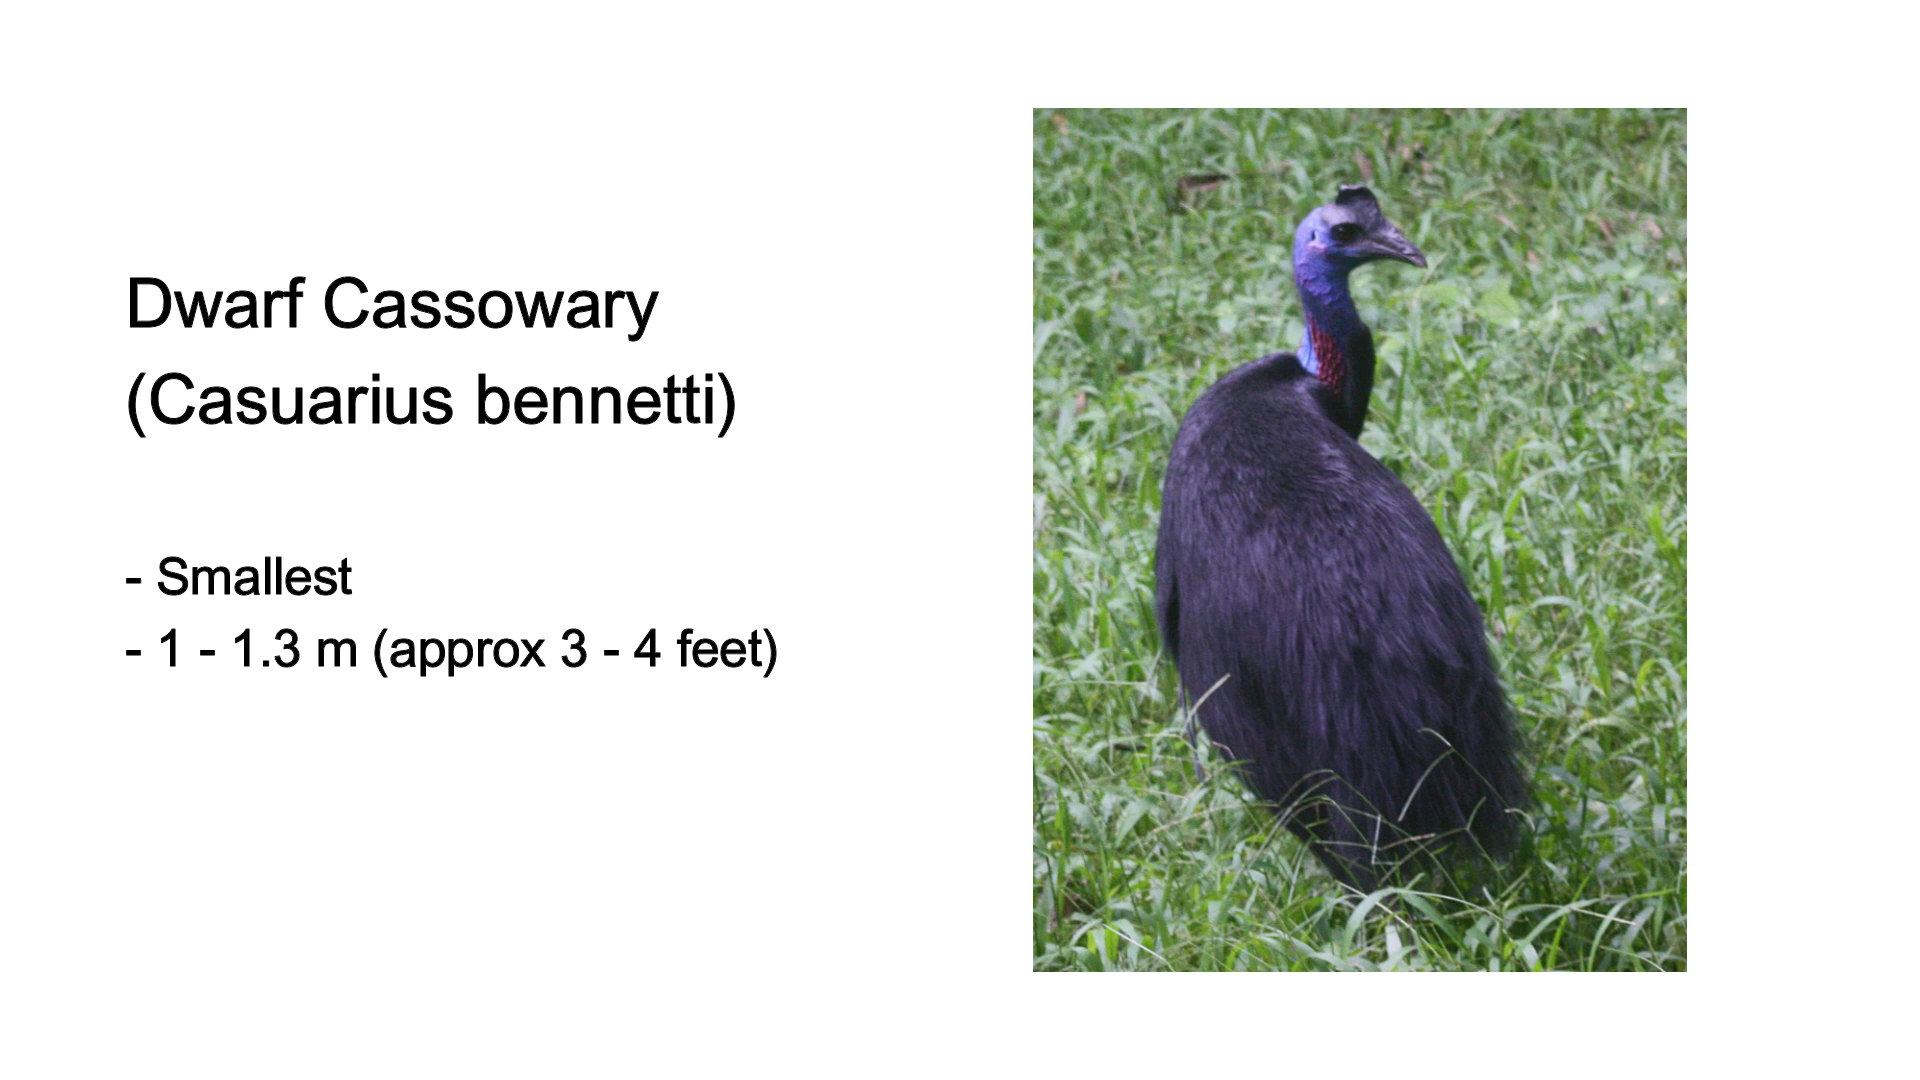 Dwarf Cassowary
(Casuarius bennetti)
- Smallest
- 1 - 1.3 m (approx 3 - 4 feet)